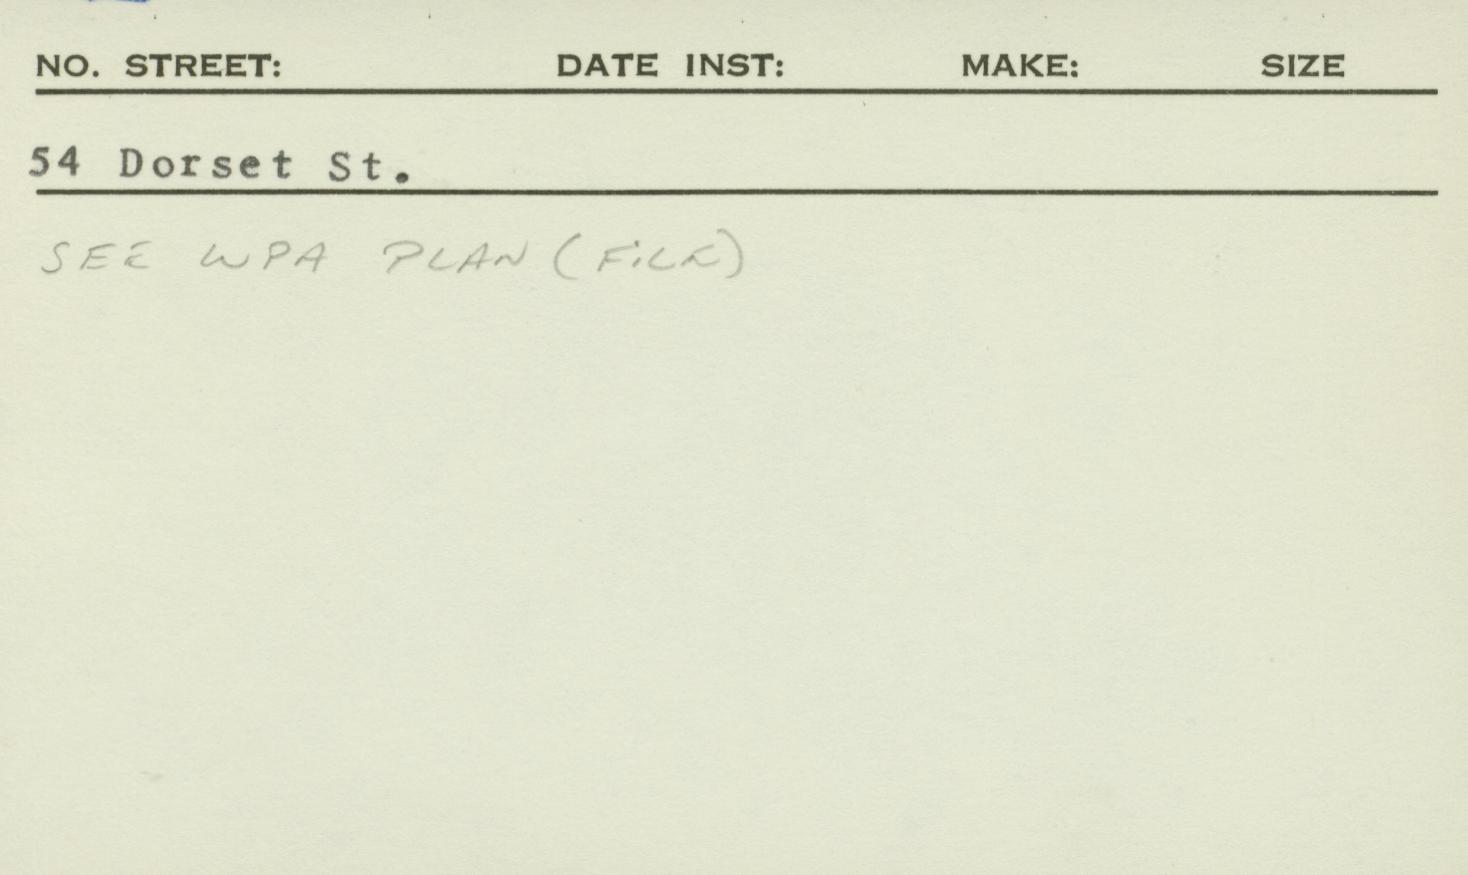 NO. STREET: DATE INST: MAKE: SIZE
54 Dorset St.
SEE WPA PLAN (FILE)